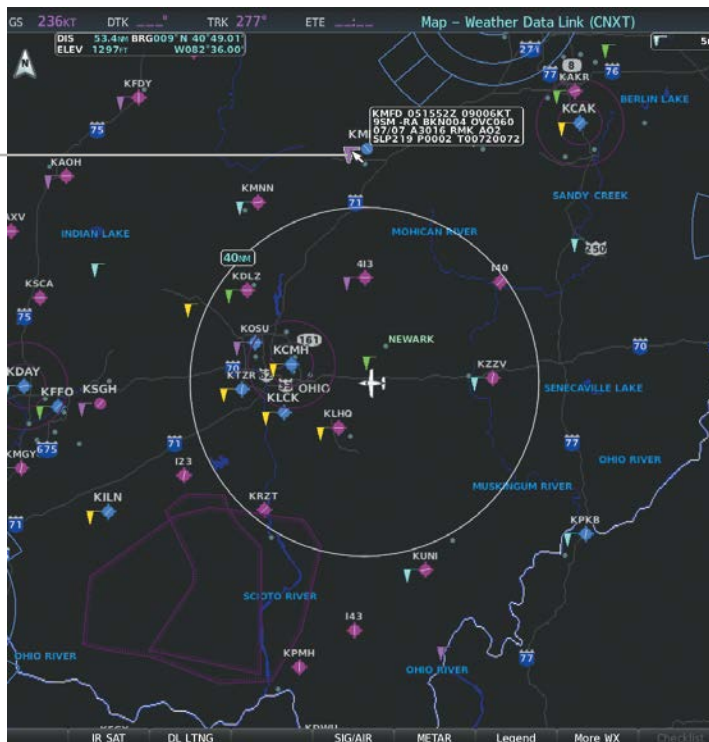 GS 236KT DTK ___° TRK 277° ETE __:__ Map – Weather Data Link (CNXT)
DIS 53.4NM BRG 009°
N 40°49.01'
ELEV 1297FT
W082°36.00'
N
271
8
77
76
KAKR
BERLIN LAKE
KFDY
KCAK
KMFD 051552Z 09006KT
9SM -RA BKN004 OVC060
07/07 A3016 RMK AO2
SLP219 P0002 T00720072
75
KAOH
KMNN
71
SANDY CREEK
INDIAN LAKE
MOHICAN RIVER
250
40NM
4I3
I40
KDLZ
KSCA
75
KOSU
161
NEWARK
70
KCMH
KDAY
70
KTZR
KZZV
KFFO
KSGH
OHIO
SENECAVILLE LAKE
KLCK
KLHQ
675
71
77
KMGY
I23
OHIO RIVER
MUSKINGUM RIVER
KILN
KRZT
71
KPKB
KUNI
SCIOTO RIVER
I43
OHIO RIVER
KPMH
77
OHIO RIVER
IR SAT DL LTNG SIG/AIR METAR Legend More WX Checklist